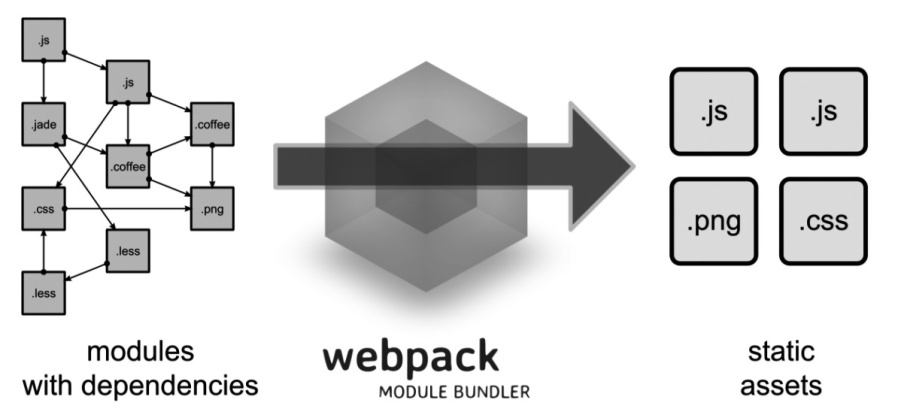 .js
.js
.jade
.coffee
.coffee
.css
.png
.less
.less
modules
with dependencies
webpack
MODULE BUNDLER
.js
.js
.png
.css
static
assets